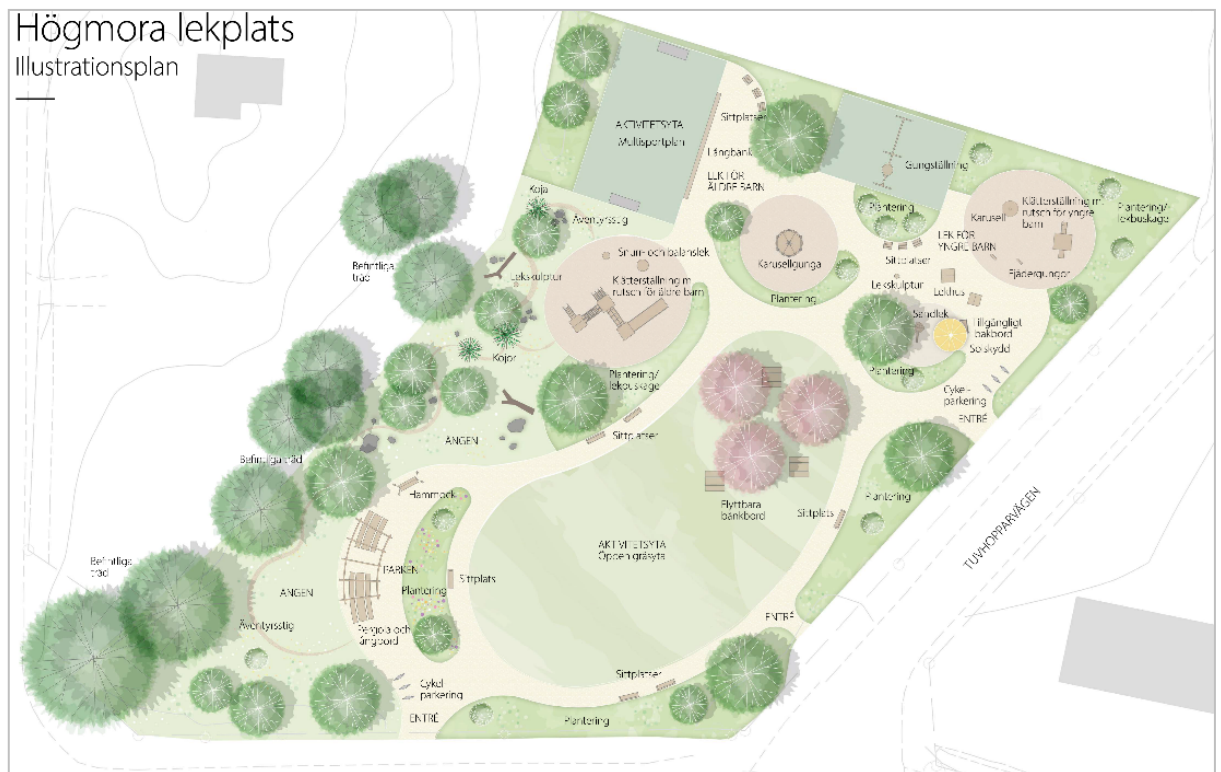 Högmora lekplats
Illustrationsplan
AKTIVITETSYTA
Multisportplan
Sittplatser
Långbänk
LEK FÖR
ÄLDRE BARN
Gungställning
Koja
Äventyrsstig
Plantering
Karusell
Klätterställning m
rutsch för yngre
barn
Plantering/
lekbuskage
LEK FÖR
YNGRE BARN
Befintliga
träd
Snurr- och balanslek
Lekskulptur
Klätterställning m
rutsch för äldre barn
Karusellgunga
Plantering
Sittplatser
Fjädergungor
Lekskulptur
Lekhus
Sandlek
Tillgängligt
bakbord
Solskydd
Kojor
Plantering/
lekbuskage
Plantering
Cykel-
parkering
ENTRÉ
Sittplatser
ÄNGEN
Befintliga träd
Hammock
Flyttbara
bänkbord
Sittplats
Plantering
TUVHOPPARVÄGEN
AKTIVITETSYTA
Öppen gräsyta
Befintliga
träd
ÄNGEN
PARKEN
Plantering
Sittplats
Äventyrsstig
Pergola och
långbord
ENTRÉ
Sittplatser
Cykel
parkering
ENTRÉ
Plantering